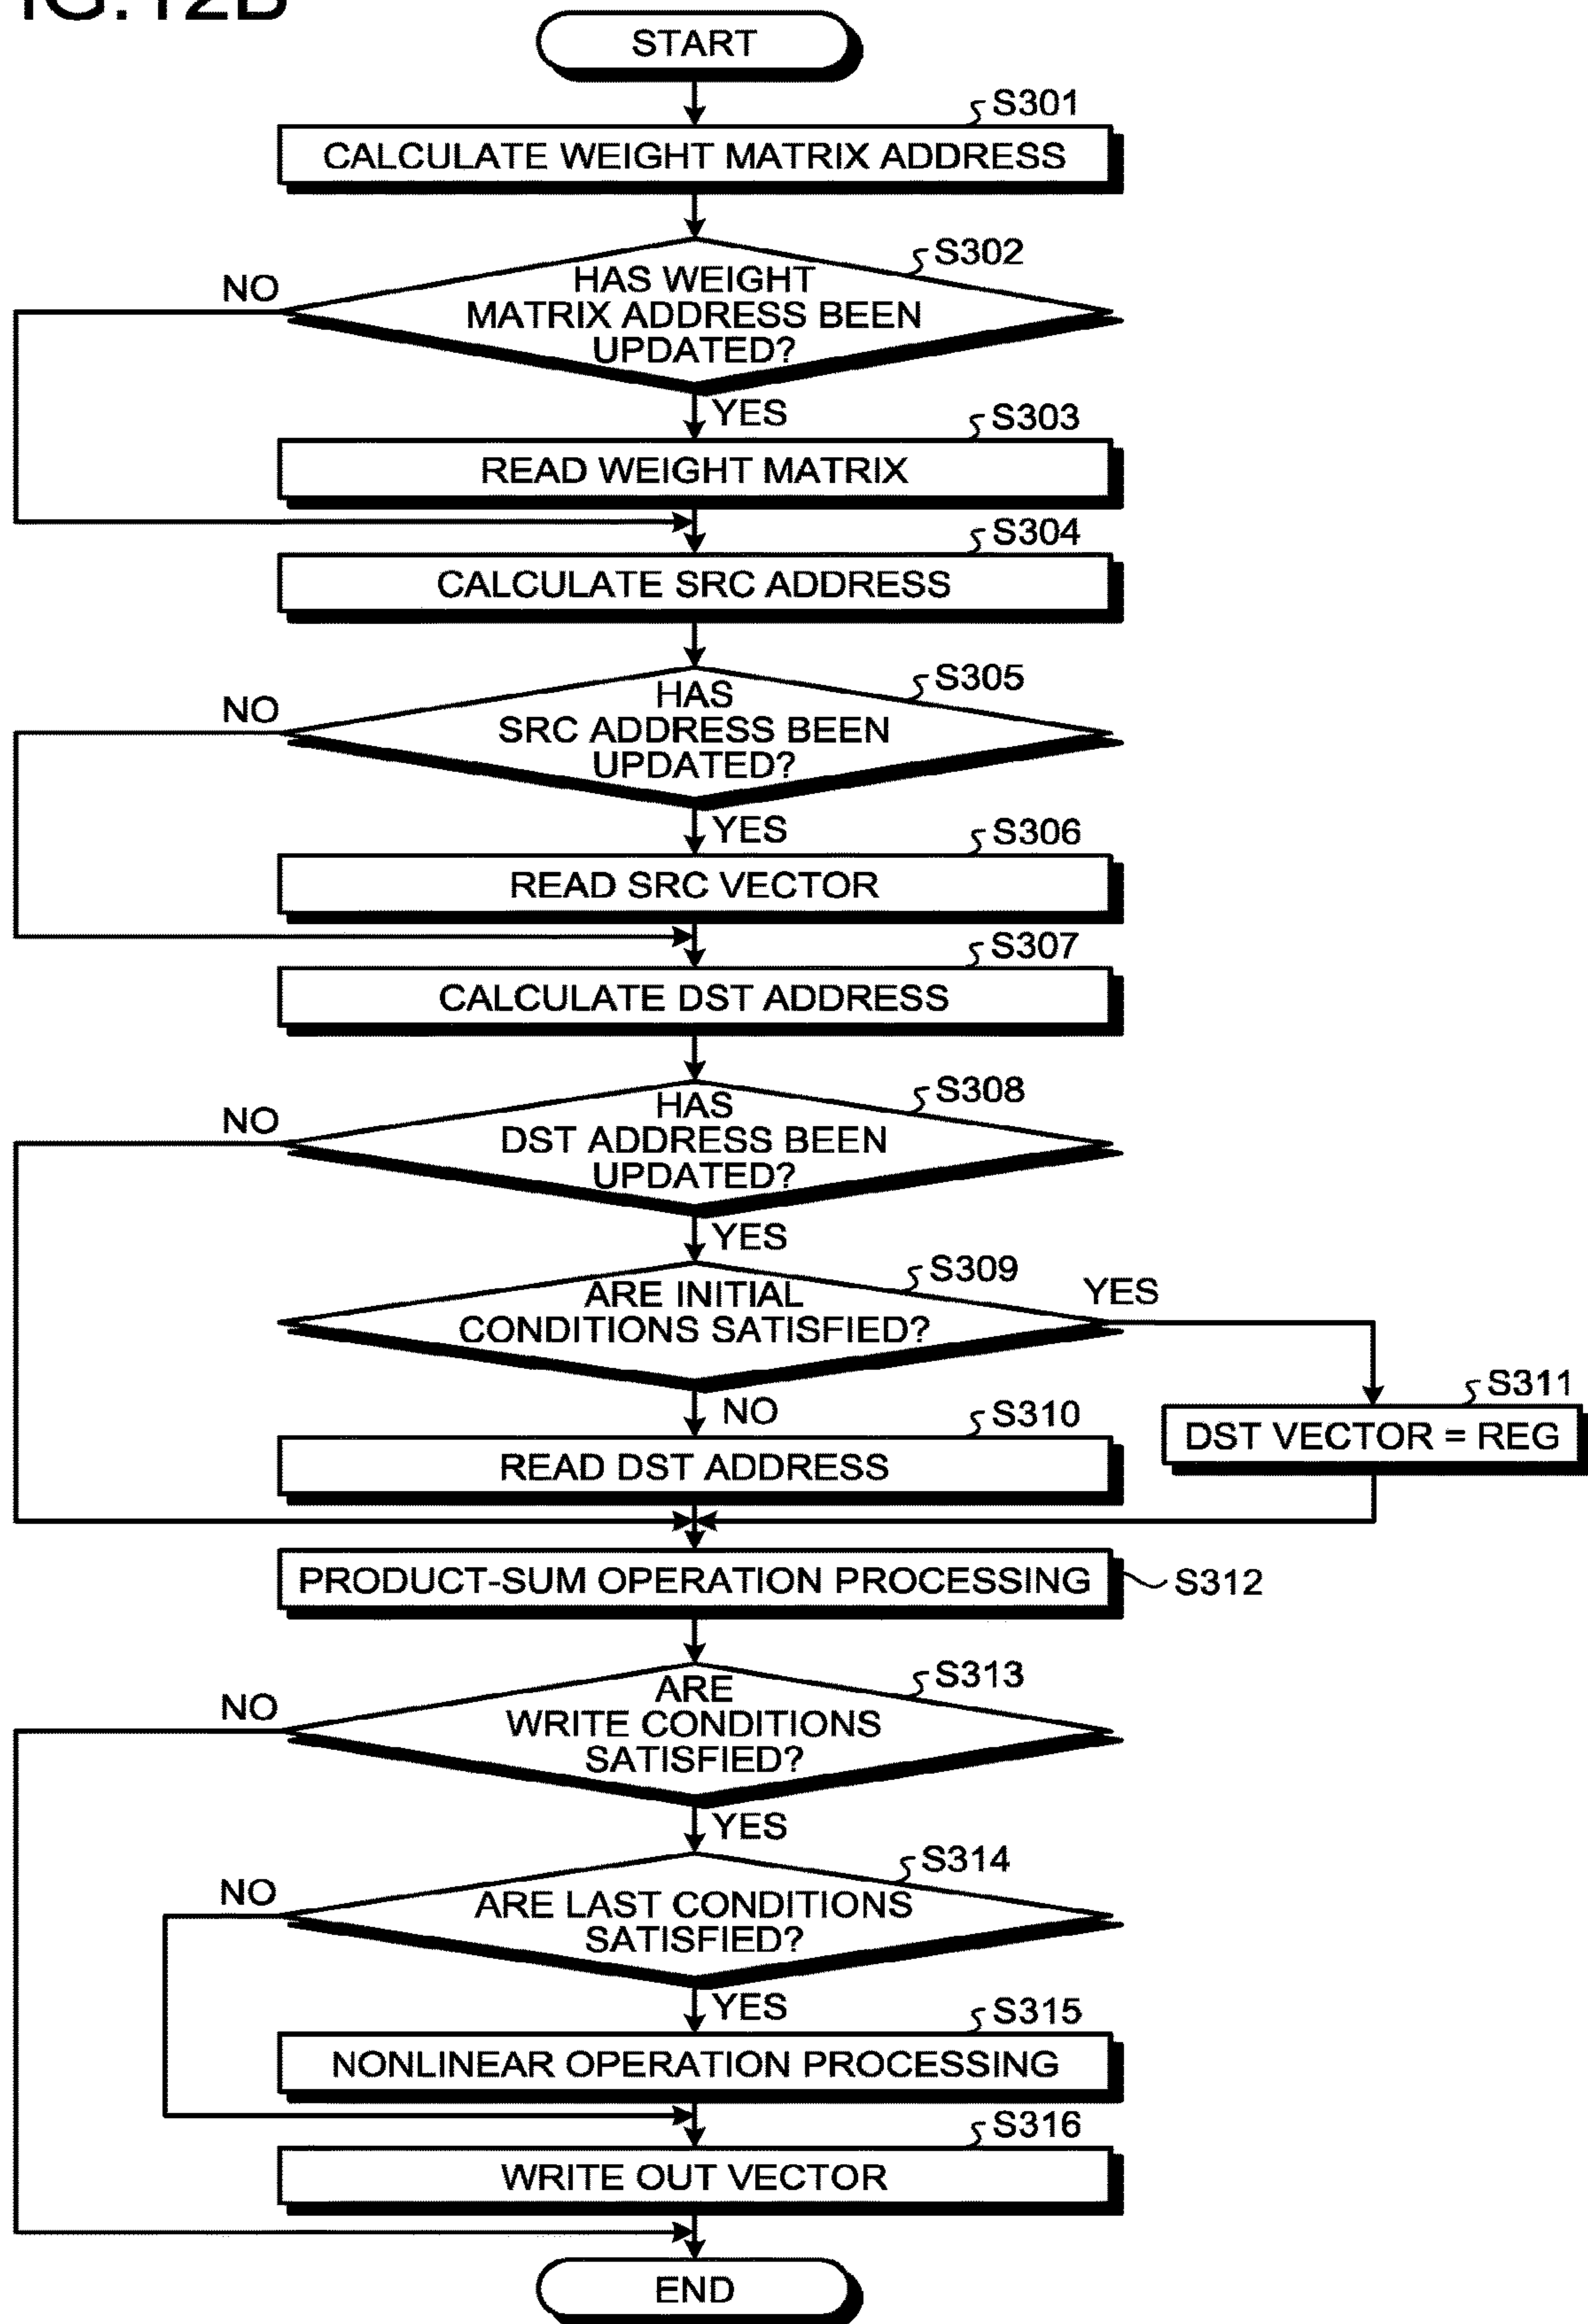 IG.12B
START
S301
CALCULATE WEIGHT MATRIX ADDRESS
S302
NO
HAS WEIGHT
MATRIX ADDRESS BEEN
UPDATED?
YES
S303
READ WEIGHT MATRIX
S304
CALCULATE SRC ADDRESS
S305
NO
HAS
SRC ADDRESS BEEN
UPDATED?
YES
S306
READ SRC VECTOR
S307
CALCULATE DST ADDRESS
S308
NO
HAS
DST ADDRESS BEEN
UPDATED?
YES
S309
ARE INITIAL
CONDITIONS SATISFIED?
YES
NO
S310
READ DST ADDRESS
S311
DST VECTOR = REG
PRODUCT-SUM OPERATION PROCESSING
S312
S313
NO
ARE
WRITE CONDITIONS
SATISFIED?
YES
S314
NO
ARE LAST CONDITIONS
SATISFIED?
YES
S315
NONLINEAR OPERATION PROCESSING
S316
WRITE OUT VECTOR
END